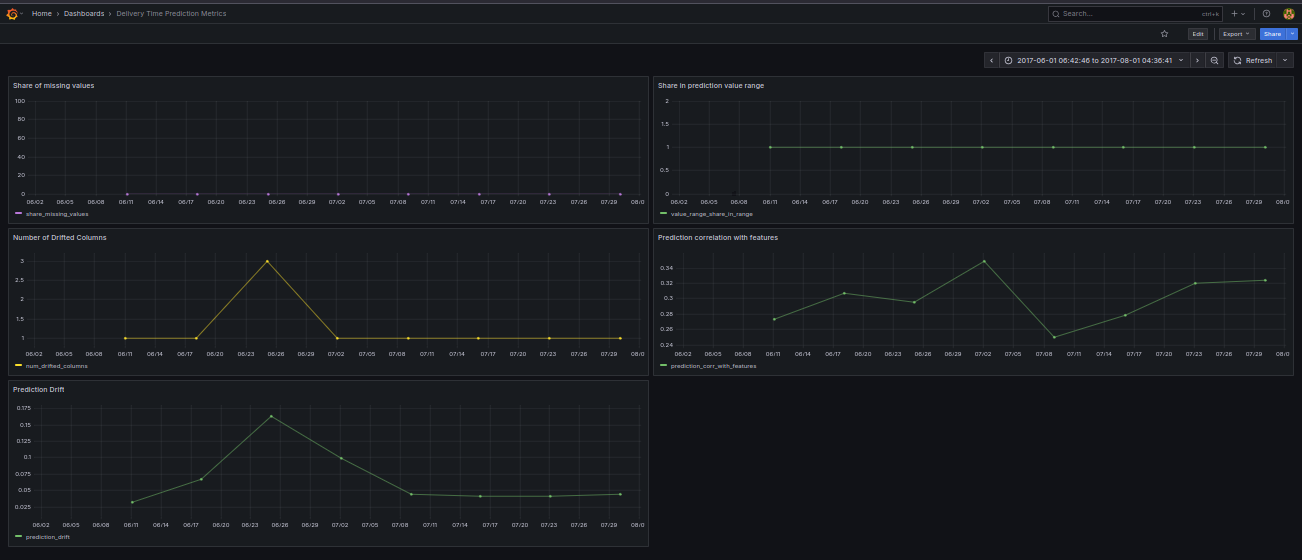 Home › Dashboards › Delivery Time Prediction Metrics
Search... ctrl+k
Edit Export Share
2017-06-01 06:42:46 to 2017-08-01 04:36:41 Refresh
Share of missing values
100
80
60
40
20
0
06/02 06/05 06/08 06/11 06/14 06/17 06/20 06/23 06/26 06/29 07/02 07/05 07/08 07/11 07/14 07/17 07/20 07/23 07/26 07/29 08/0
share_missing_values
Share in prediction value range
2
1.5
1
0.5
0
06/02 06/05 06/08 06/11 06/14 06/17 06/20 06/23 06/26 06/29 07/02 07/05 07/08 07/11 07/14 07/17 07/20 07/23 07/26 07/29 08/0
value_range_share_in_range
Number of Drifted Columns
3
2.5
2
1.5
1
06/02 06/05 06/08 06/11 06/14 06/17 06/20 06/23 06/26 06/29 07/02 07/05 07/08 07/11 07/14 07/17 07/20 07/23 07/26 07/29 08/0
num_drifted_columns
Prediction correlation with features
0.34
0.32
0.3
0.28
0.26
0.24
06/02 06/05 06/08 06/11 06/14 06/17 06/20 06/23 06/26 06/29 07/02 07/05 07/08 07/11 07/14 07/17 07/20 07/23 07/26 07/29 08/0
prediction_corr_with_features
Prediction Drift
0.175
0.15
0.125
0.1
0.075
0.05
0.025
06/02 06/05 06/08 06/11 06/14 06/17 06/20 06/23 06/26 06/29 07/02 07/05 07/08 07/11 07/14 07/17 07/20 07/23 07/26 07/29 08/0
prediction_drift